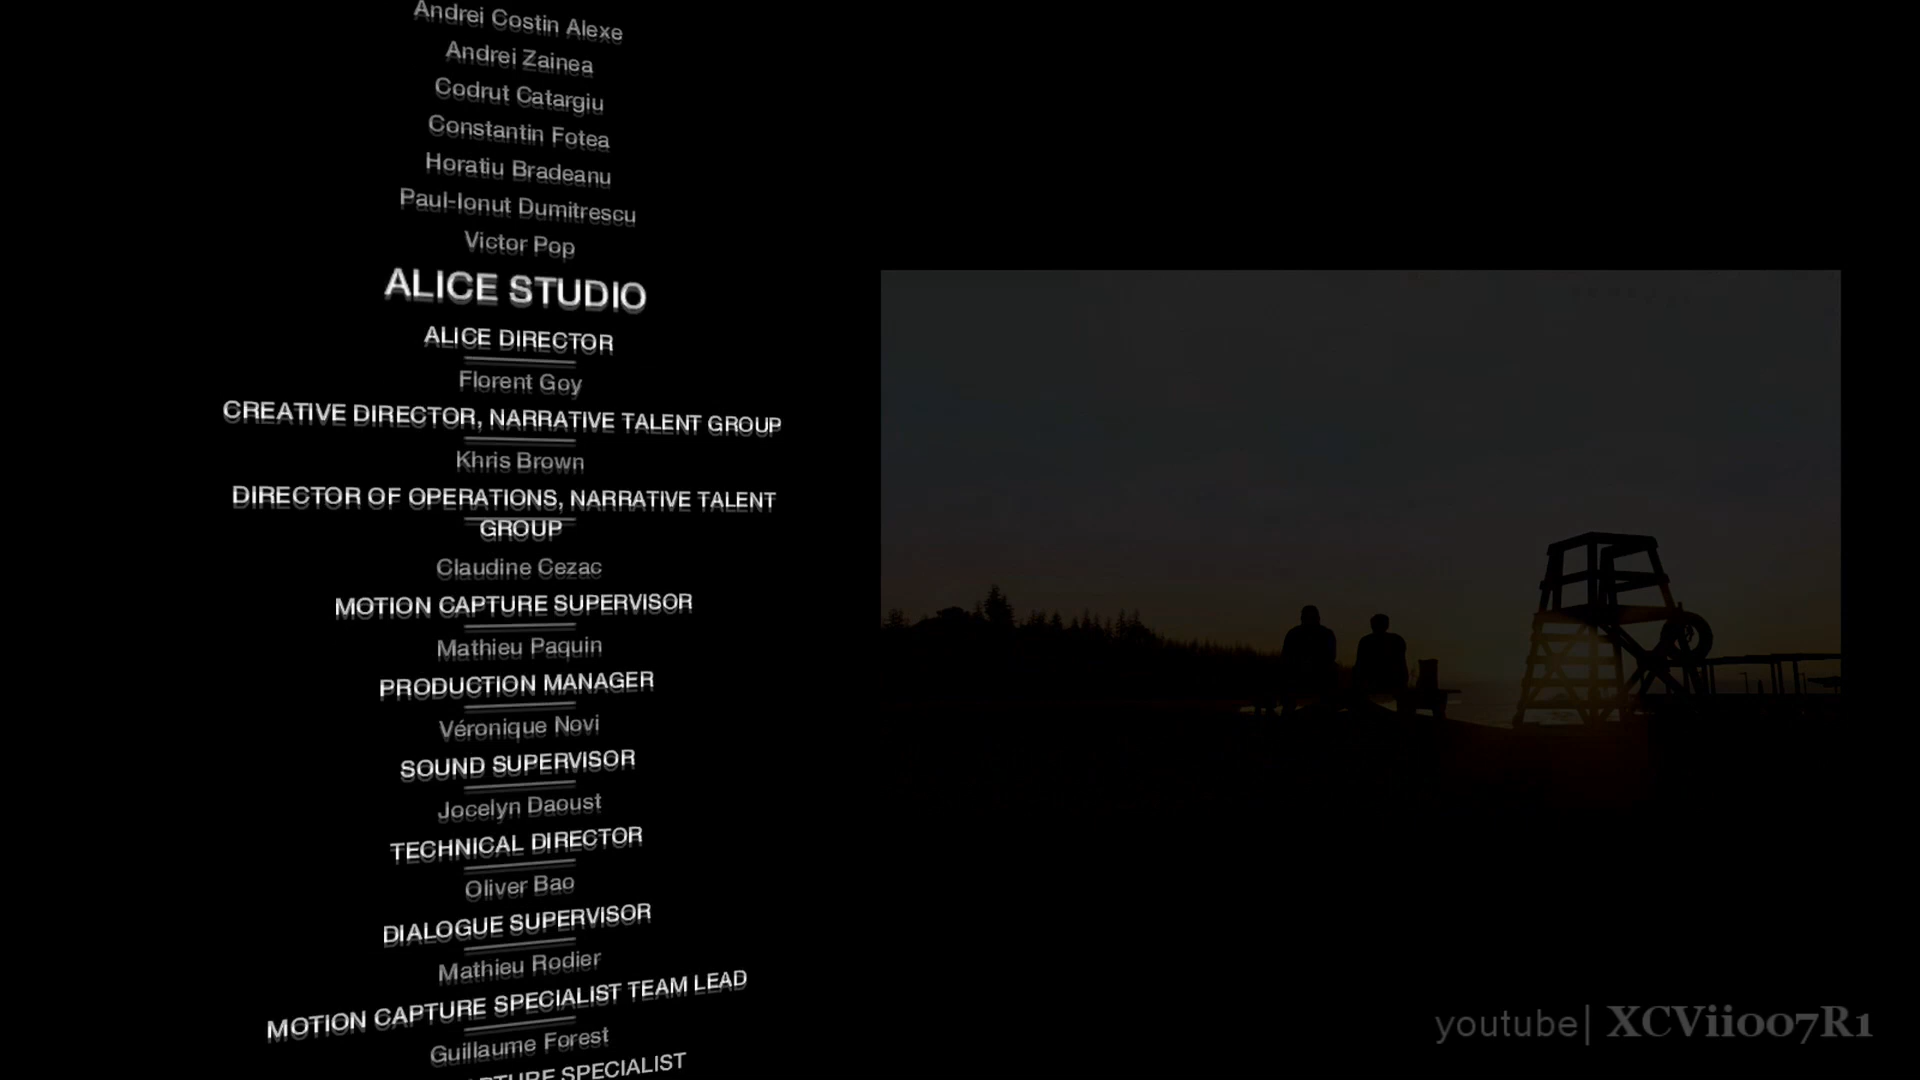 Andrei Costin Alexe
Andrei Zainea
Codrut Catargiu
Constantin Fotea
Horatiu Bradeanu
Paul-Ionut Dumitrescu
Victor Pop
ALICE STUDIO
ALICE DIRECTOR
Florent Goy
CREATIVE DIRECTOR, NARRATIVE TALENT GROUP
Khris Brown
DIRECTOR OF OPERATIONS, NARRATIVE TALENT
GROUP
Claudine Cezac
MOTION CAPTURE SUPERVISOR
Mathieu Paquin
PRODUCTION MANAGER
Véronique Novi
SOUND SUPERVISOR
Jocelyn Daoust
TECHNICAL DIRECTOR
Oliver Bao
DIALOGUE SUPERVISOR
Mathieu Rodier
MOTION CAPTURE SPECIALIST TEAM LEAD
Guillaume Forest
SPECIALIST
youtube| XCViioo7R1